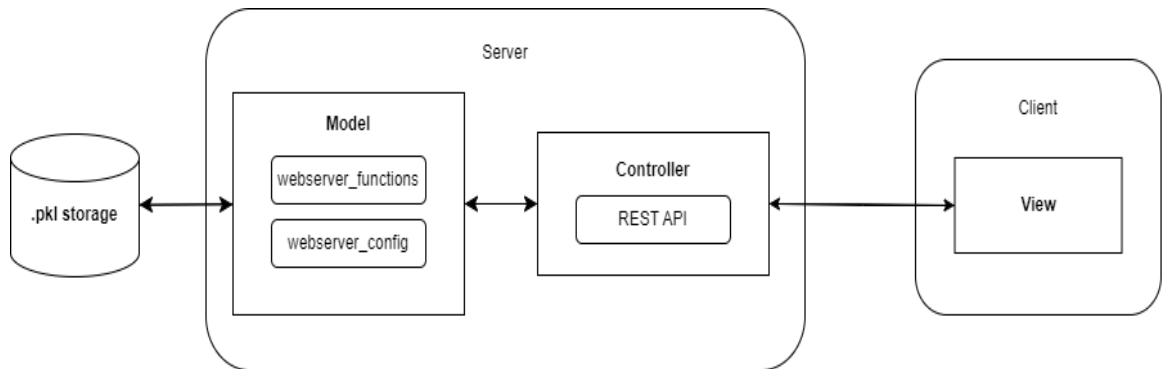 Server
Model
webserver_functions
webserver_config
.pkl storage
Controller
REST API
Client
View